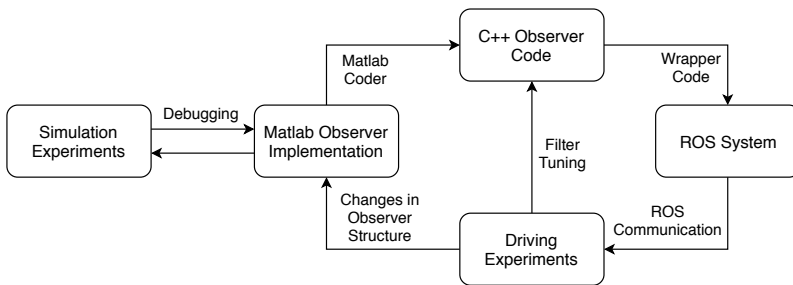 C++ Observer
Code
Matlab
Coder
Wrapper
Code
Debugging
Simulation
Experiments
Matlab Observer
Implementation
ROS System
Filter
Tuning
Changes in
Observer
Structure
ROS
Communication
Driving
Experiments